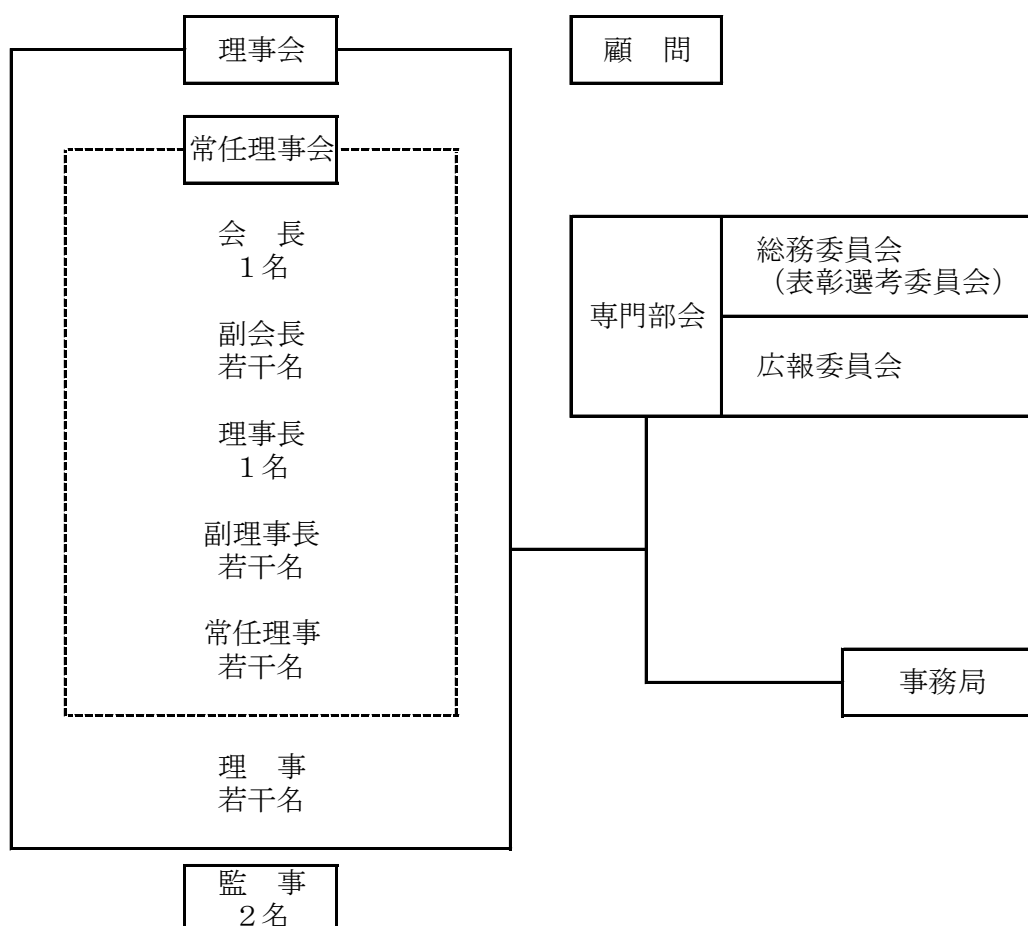 理事会
顧　問
常任理事会
会　長
１名
副会長
若干名
理事長
１名
副理事長
若干名
常任理事
若干名
理　事
若干名
監　事
２名
専門部会
総務委員会
（表彰選考委員会）
広報委員会
事務局